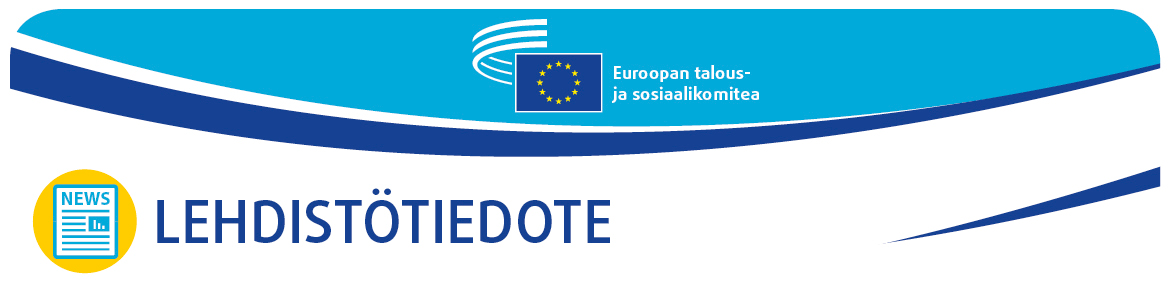 Euroopan talous-
ja sosiaalikomitea
NEWS
LEHDISTÖTIEDOTE